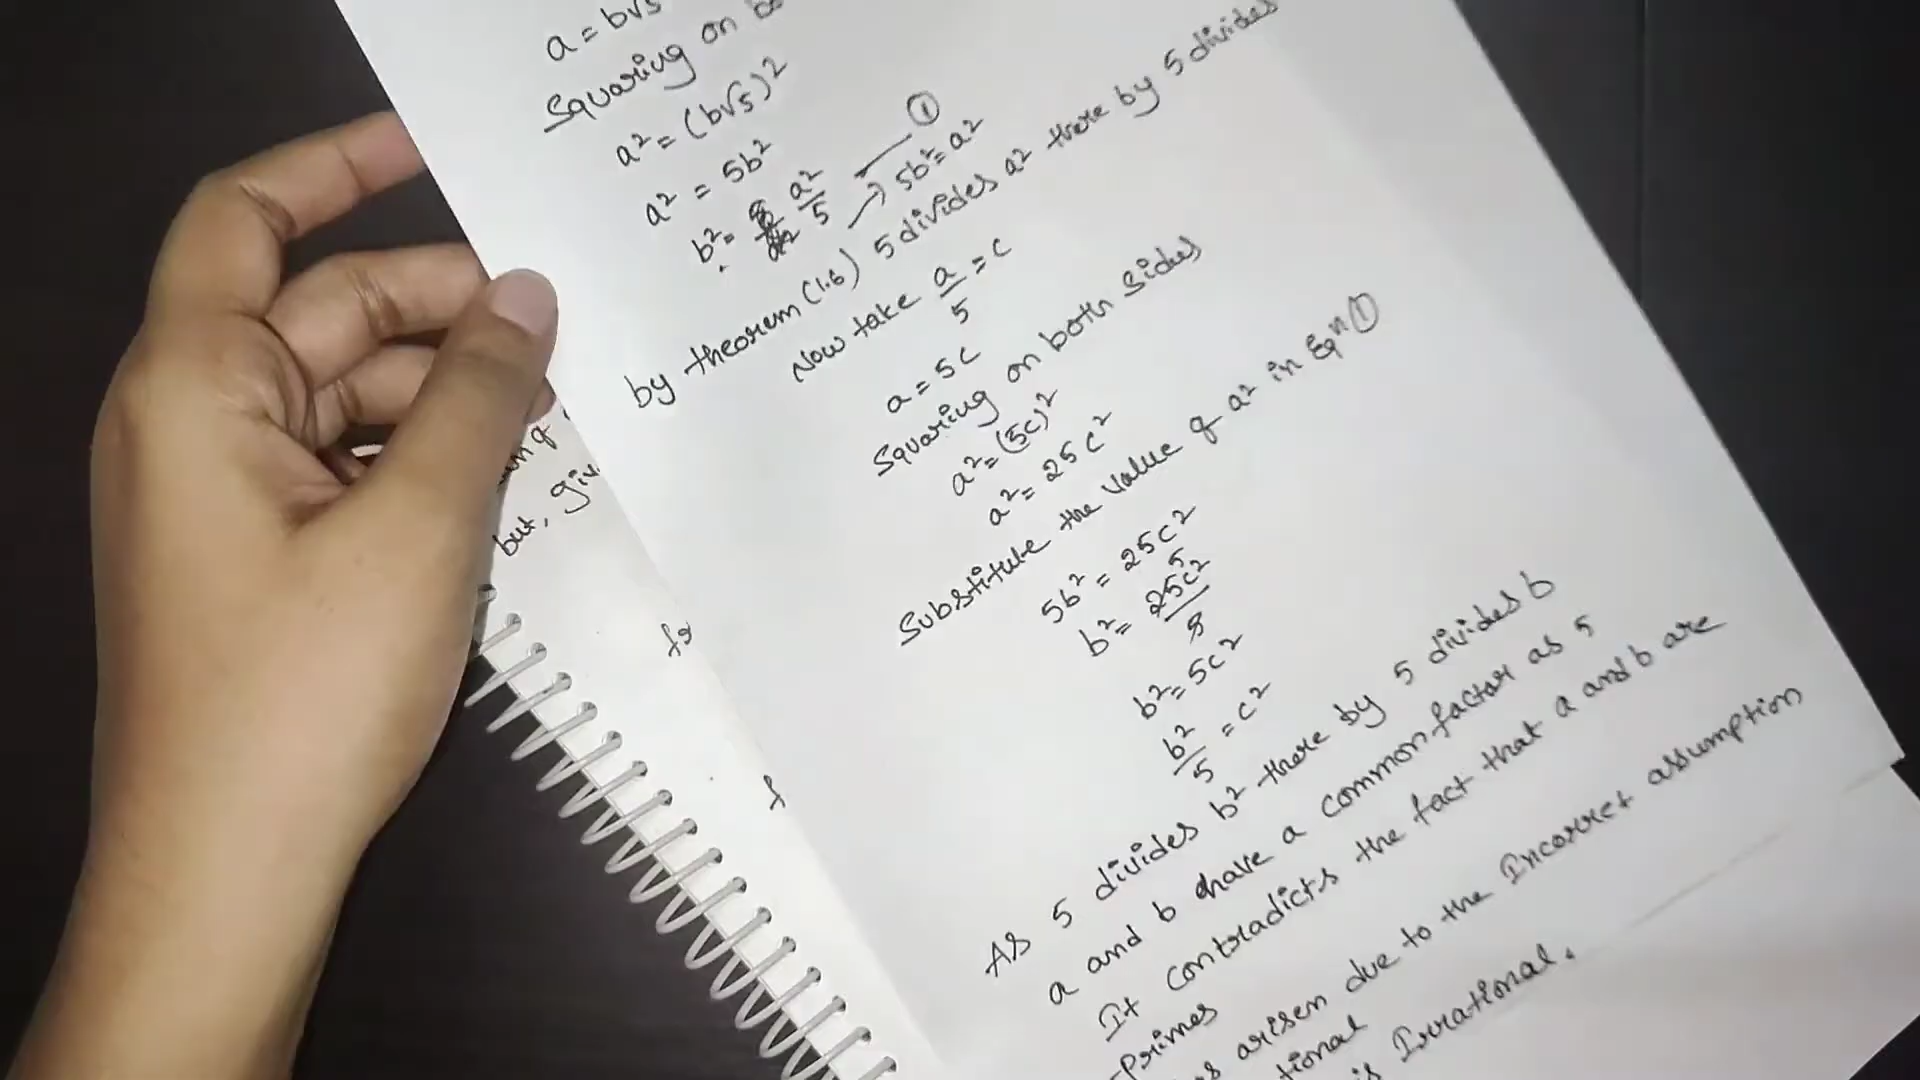 a = b√5
Squaring on
a² = (b√5)²
a² = 5b²
b² = a²/5 → 5b² = a² — ①
by theorem (1.6) 5 divides a² there by 5 divides
Now take a/5 = c
a = 5c
Squaring on both sides
a² = (5c)²
a² = 25c²
Substitute the value of a² in Eqⁿ ①
5b² = 25c²
b² = 25c²/5 5
b² = 5c²
b²/5 = c²
As 5 divides b² there by 5 divides b
a and b have a common factor as 5
It contradicts the fact that a and b are
-primes
arisen due to the Incorret assumption
tional
is Irrational.
but, giv